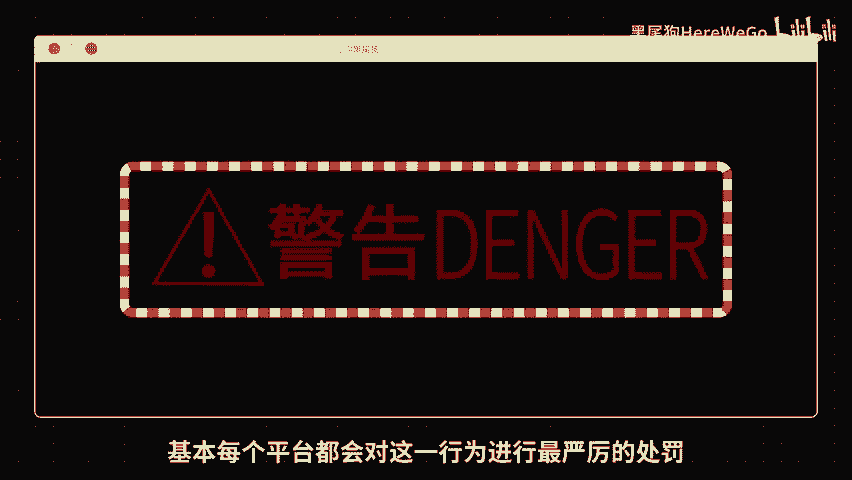 黑尾狗HereWeGo bilibili
警告DENGER
基本每个平台都会对这一行为进行最严厉的处罚